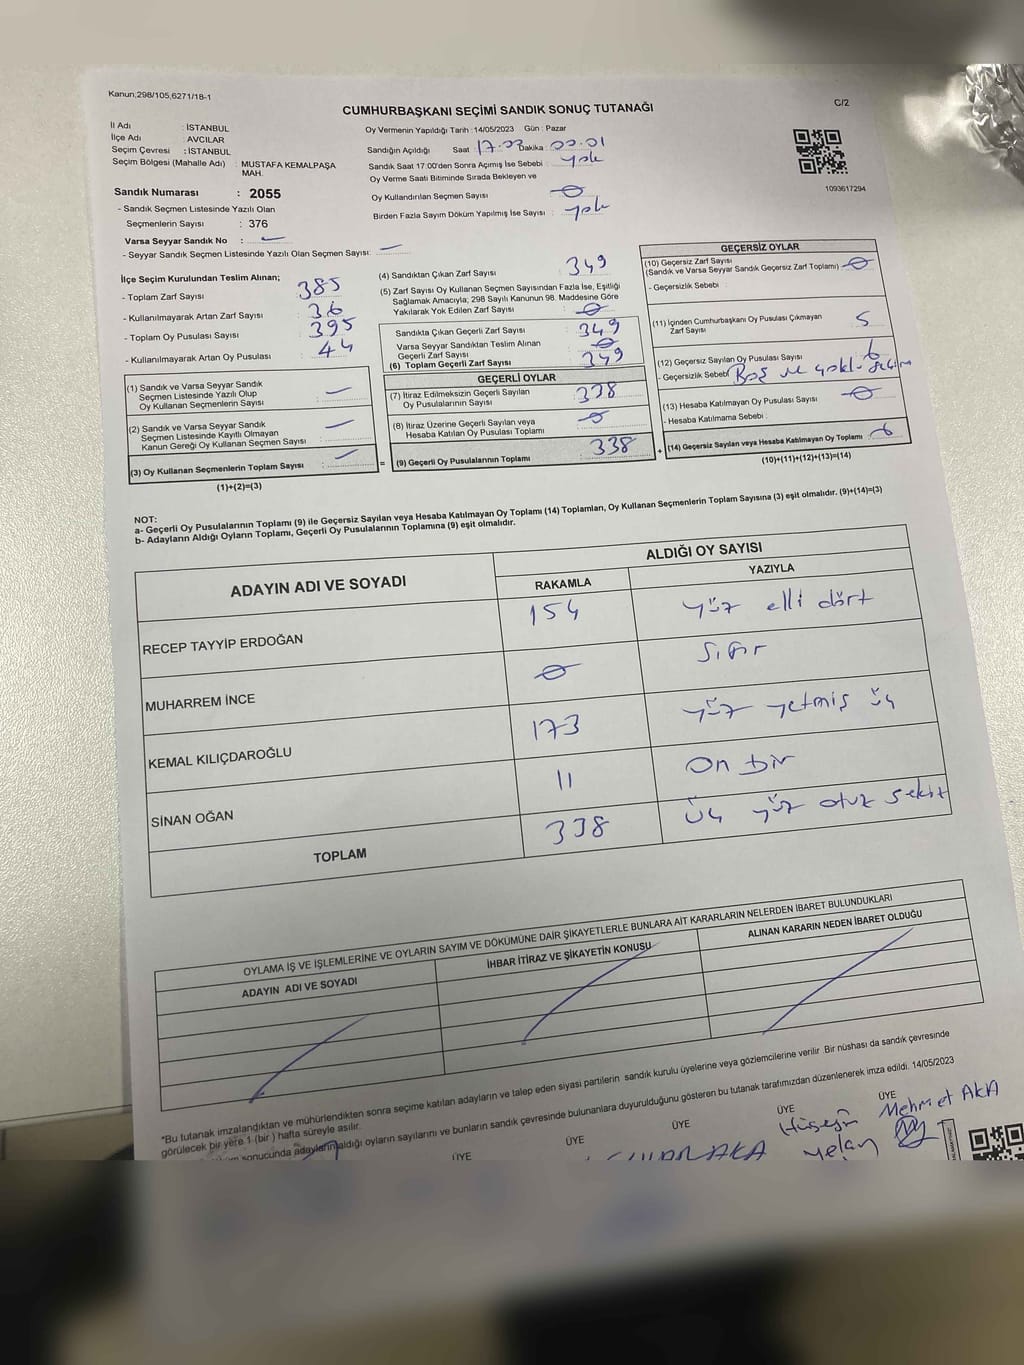 Kanun;298/105,6271/18-1
CUMHURBAŞKANI SEÇİMİ SANDIK SONUÇ TUTANAĞI
C/2
İl Adı : İSTANBUL
İlçe Adı : AVCILAR
Seçim Çevresi : İSTANBUL
Seçim Bölgesi (Mahalle Adı) : MUSTAFA KEMALPAŞA MAH.
Sandık Numarası : 2055
- Sandık Seçmen Listesinde Yazılı Olan
Seçmenlerin Sayısı : 376
Varsa Seyyar Sandık No : —
- Seyyar Sandık Seçmen Listesinde Yazılı Olan Seçmen Sayısı: —
Oy Vermenin Yapıldığı Tarih : 14/05/2023 Gün : Pazar
Sandığın Açıldığı Saat : 17:00 Dakika : 00.01
Sandık Saat 17.00'den Sonra Açımış İse Sebebi : yok
Oy Verme Saati Bitiminde Sırada Bekleyen ve
Oy Kullandırılan Seçmen Sayısı : 0
Birden Fazla Sayım Döküm Yapılmış İse Sayısı : yok
1093617294
İlçe Seçim Kurulundan Teslim Alınan;
- Toplam Zarf Sayısı : 385
- Kullanılmayarak Artan Zarf Sayısı : 36
- Toplam Oy Pusulası Sayısı : 395
- Kullanılmayarak Artan Oy Pusulası : 44
(1) Sandık ve Varsa Seyyar Sandık
Seçmen Listesinde Yazılı Olup
Oy Kullanan Seçmenlerin Sayısı : —
(2) Sandık ve Varsa Seyyar Sandık
Seçmen Listesinde Kayıtlı Olmayan
Kanun Gereği Oy Kullanan Seçmen Sayısı : —
(3) Oy Kullanan Seçmenlerin Toplam Sayısı : —
(1)+(2)=(3)
=
(4) Sandıktan Çıkan Zarf Sayısı : 349
(5) Zarf Sayısı Oy Kullanan Seçmen Sayısından Fazla İse, Eşitliği
Sağlamak Amacıyla; 298 Sayılı Kanunun 98. Maddesine Göre
Yakılarak Yok Edilen Zarf Sayısı : 0
Sandıkta Çıkan Geçerli Zarf Sayısı : 349
Varsa Seyyar Sandıktan Teslim Alınan
Geçerli Zarf Sayısı : 0
(6) Toplam Geçerli Zarf Sayısı : 349
GEÇERLİ OYLAR
(7) İtiraz Edilmeksizin Geçerli Sayılan
Oy Pusulalarının Sayısı : 338
(8) İtiraz Üzerine Geçerli Sayılan veya
Hesaba Katılan Oy Pusulası Toplamı : 0
(9) Geçerli Oy Pusulalarının Toplamı : 338
+
GEÇERSİZ OYLAR
(10) Geçersiz Zarf Sayısı
(Sandık ve Varsa Seyyar Sandık Geçersiz Zarf Toplamı) : 0
- Geçersizlik Sebebi :
(11) İçinden Cumhurbaşkanı Oy Pusulası Çıkmayan
Zarf Sayısı : 5
(12) Geçersiz Sayılan Oy Pusulası Sayısı : 6
- Geçersizlik Sebebi : Boş ve çoklu seçim
(13) Hesaba Katılmayan Oy Pusulası Sayısı : 0
- Hesaba Katılmama Sebebi :
(14) Geçersiz Sayılan veya Hesaba Katılmayan Oy Toplamı : 6
(10)+(11)+(12)+(13)=(14)
NOT:
a- Geçerli Oy Pusulalarının Toplamı (9) ile Geçersiz Sayılan veya Hesaba Katılmayan Oy Toplamı (14) Toplamları, Oy Kullanan Seçmenlerin Toplam Sayısına (3) eşit olmalıdır. (9)+(14)=(3)
b- Adayların Aldığı Oyların Toplamı, Geçerli Oy Pusulalarının Toplamına (9) eşit olmalıdır.
ADAYIN ADI VE SOYADI ALDIĞI OY SAYISI
RAKAMLA YAZIYLA
RECEP TAYYİP ERDOĞAN 154 yüz elli dört
MUHARREM İNCE 0 Sıfır
KEMAL KILIÇDAROĞLU 173 yüz yetmiş üç
SİNAN OĞAN 11 on bir
TOPLAM 338 üç yüz otuz sekiz
OYLAMA İŞ VE İŞLEMLERİNE VE OYLARIN SAYIM VE DÖKÜMÜNE DAİR ŞİKAYETLERLE BUNLARA AİT KARARLARIN NELERDEN İBARET BULUNDUKLARI
ADAYIN ADI VE SOYADI İHBAR İTİRAZ VE ŞİKAYETİN KONUSU ALINAN KARARIN NEDEN İBARET OLDUĞU
*Bu tutanak imzalandıktan ve mühürlendikten sonra seçime katılan adayların ve talep eden siyasi partilerin sandık kurulu üyelerine veya gözlemcilerine verilir. Bir nüshası da sandık çevresinde
görülecek bir yere 1 (bir ) hafta süreyle asılır.
sonucunda adayların aldığı oyların sayılarını ve bunların sandık çevresinde bulunanlara duyurulduğunu gösteren bu tutanak tarafımızdan düzenlenerek imza edildi. 14/05/2023
ÜYE ÜYE ÜYE ÜYE ÜYE
AKA Hüseyin Mehmet AKA